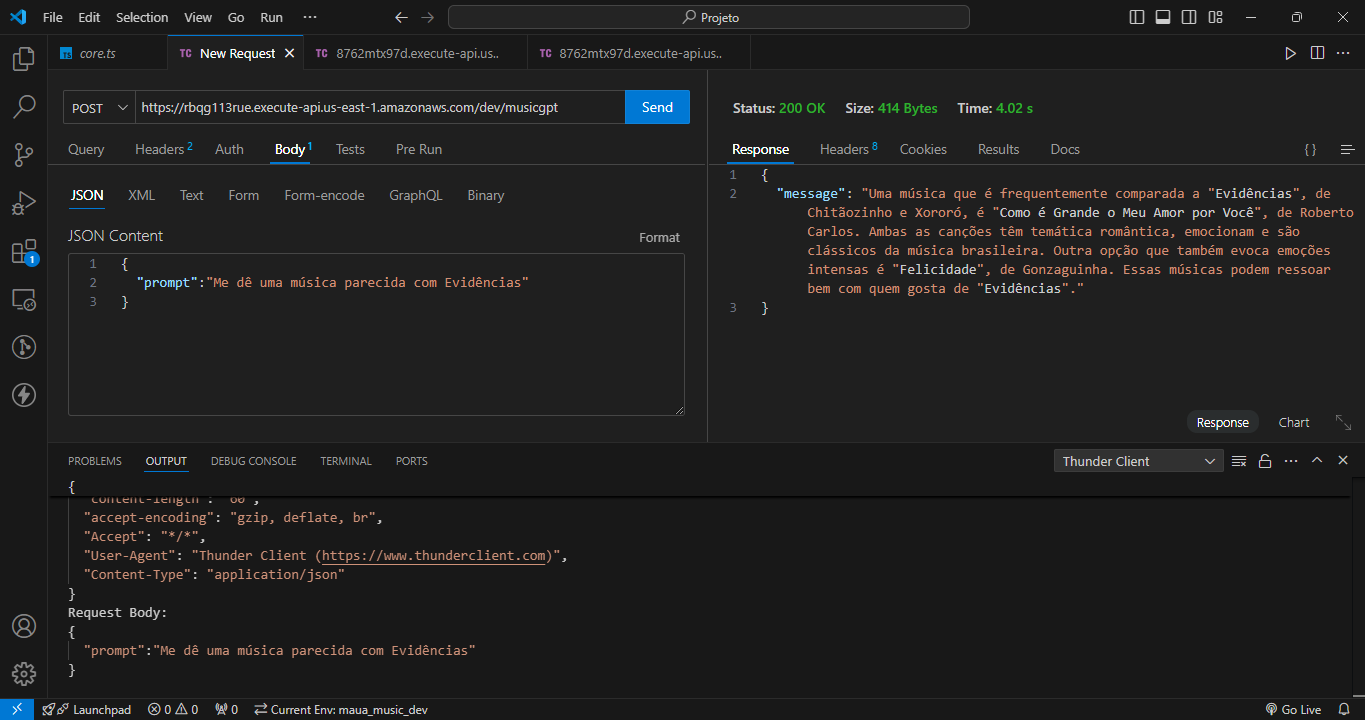 File Edit Selection View Go Run ··· Projeto
core.ts TC New Request TC 8762mtx97d.execute-api.us.. TC 8762mtx97d.execute-api.us..
POST https://rbqg113rue.execute-api.us-east-1.amazonaws.com/dev/musicgpt Send
Query Headers 2 Auth Body 1 Tests Pre Run
JSON XML Text Form Form-encode GraphQL Binary
JSON Content Format
1 {
2 "prompt":"Me dê uma música parecida com Evidências"
3 }
Status: 200 OK Size: 414 Bytes Time: 4.02 s
Response Headers 8 Cookies Results Docs { }
1 {
2 "message": "Uma música que é frequentemente comparada a "Evidências", de
Chitãozinho e Xororó, é "Como é Grande o Meu Amor por Você", de Roberto
Carlos. Ambas as canções têm temática romântica, emocionam e são
clássicos da música brasileira. Outra opção que também evoca emoções
intensas é "Felicidade", de Gonzaguinha. Essas músicas podem ressoar
bem com quem gosta de "Evidências"."
3 }
Response Chart
1
PROBLEMS OUTPUT DEBUG CONSOLE TERMINAL PORTS Thunder Client
{
"content-length": "60",
"accept-encoding": "gzip, deflate, br",
"Accept": "*/*",
"User-Agent": "Thunder Client (https://www.thunderclient.com)",
"Content-Type": "application/json"
}
Request Body:
{
"prompt":"Me dê uma música parecida com Evidências"
}
Launchpad 0 0 0 Current Env: maua_music_dev Go Live